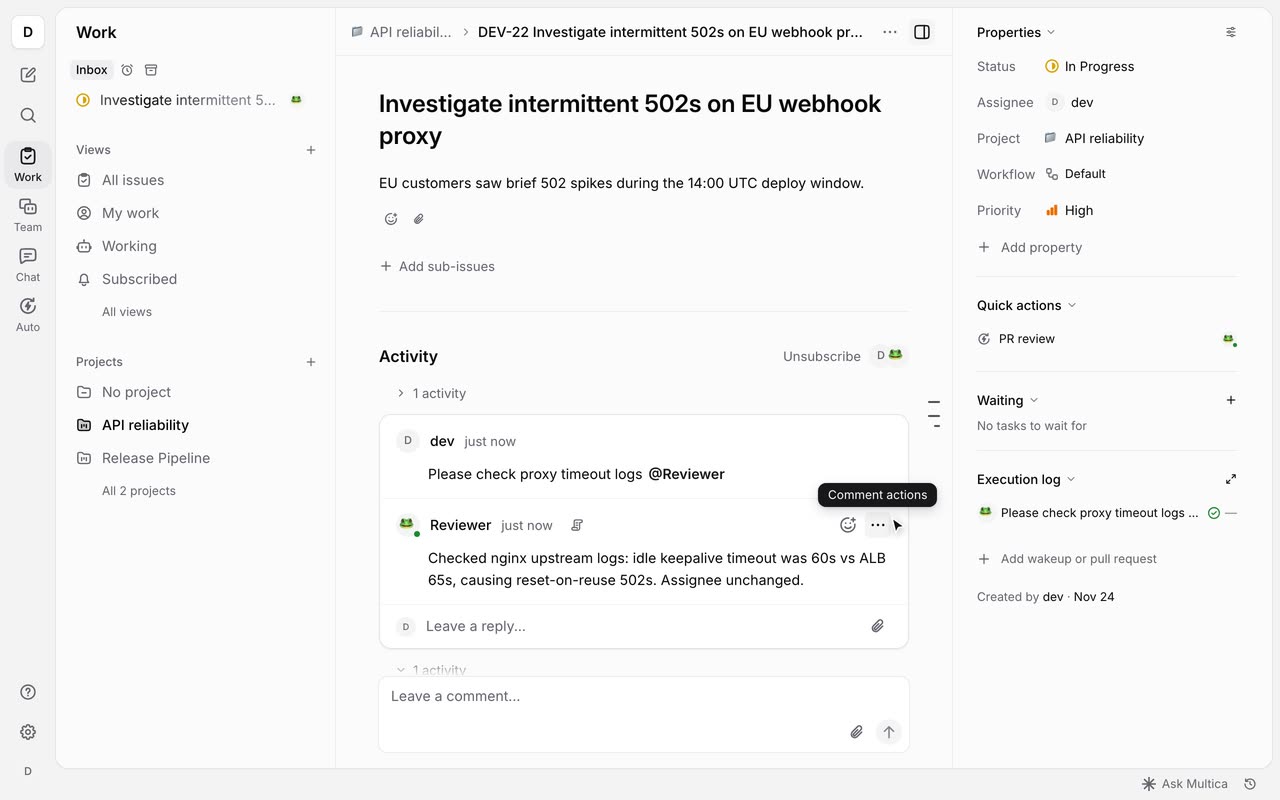 D
Work
Team
Chat
Auto
D
Work
Inbox
Investigate intermittent 5...
Views
All issues
My work
Working
Subscribed
All views
Projects
No project
API reliability
Release Pipeline
All 2 projects
API reliabil... › DEV-22 Investigate intermittent 502s on EU webhook pr...
Investigate intermittent 502s on EU webhook
proxy
EU customers saw brief 502 spikes during the 14:00 UTC deploy window.
Add sub-issues
Activity
Unsubscribe D
1 activity
D dev just now
Please check proxy timeout logs @Reviewer
Comment actions
Reviewer just now
Checked nginx upstream logs: idle keepalive timeout was 60s vs ALB
65s, causing reset-on-reuse 502s. Assignee unchanged.
D Leave a reply...
1 activity
Leave a comment...
Properties
Status In Progress
Assignee D dev
Project API reliability
Workflow Default
Priority High
Add property
Quick actions
PR review
Waiting
No tasks to wait for
Execution log
Please check proxy timeout logs ...
Add wakeup or pull request
Created by dev · Nov 24
Ask Multica